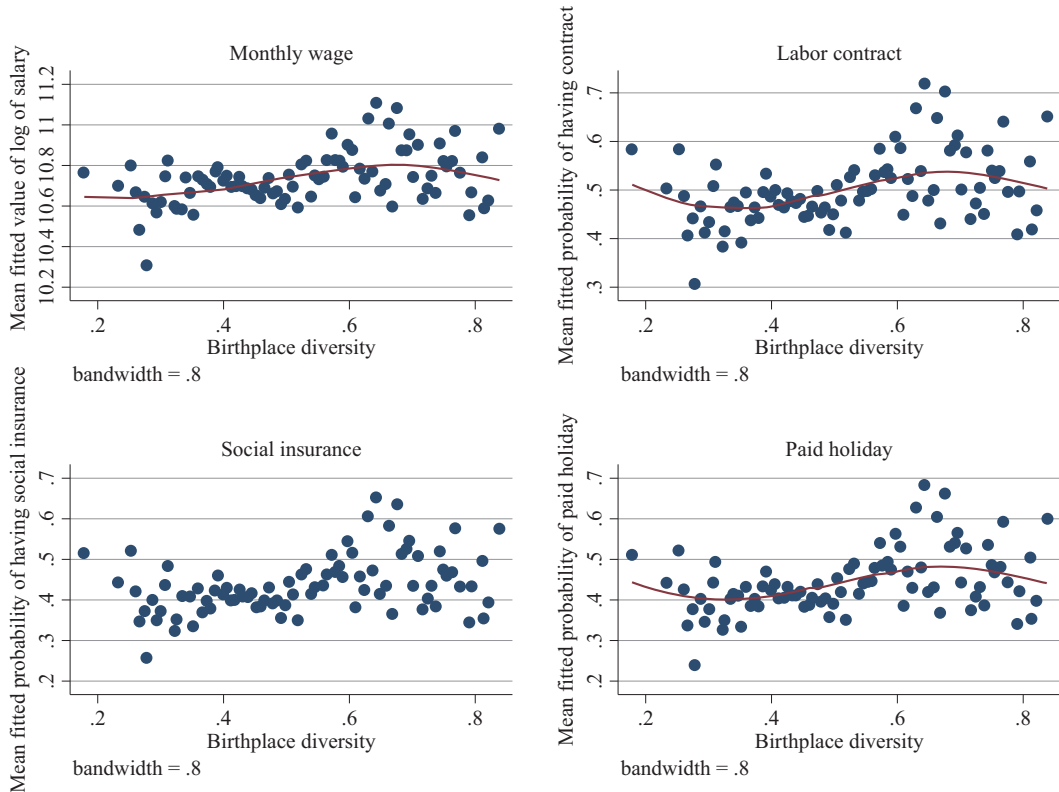 Monthly wage
Mean fitted value of log of salary
11.2
11
10.8
10.6
10.4
10.2
.2 .4 .6 .8
Birthplace diversity
bandwidth = .8
Labor contract
Mean fitted probability of having contract
.7
.6
.5
.4
.3
.2 .4 .6 .8
Birthplace diversity
bandwidth = .8
Social insurance
Mean fitted probability of having social insurance
.7
.6
.5
.4
.3
.2
.2 .4 .6 .8
Birthplace diversity
bandwidth = .8
Paid holiday
Mean fitted probability of paid holiday
.7
.6
.5
.4
.3
.2
.2 .4 .6 .8
Birthplace diversity
bandwidth = .8